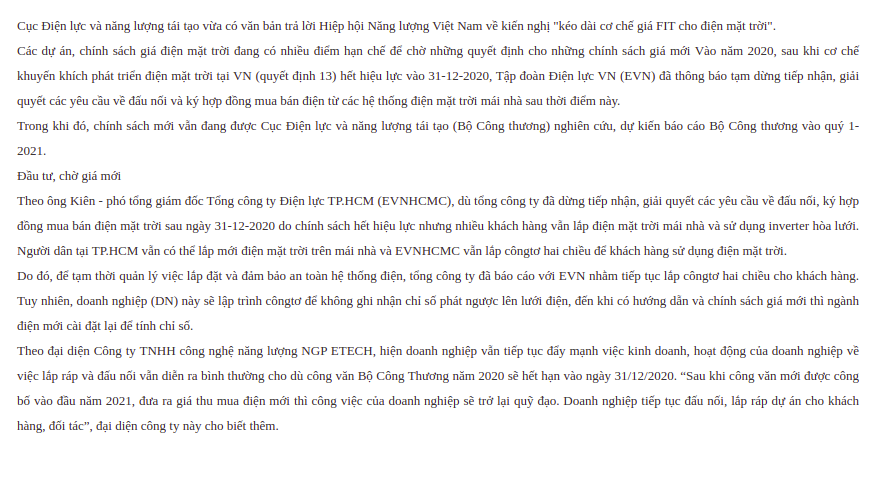 Cục Điện lực và năng lượng tái tạo vừa có văn bản trả lời Hiệp hội Năng lượng Việt Nam về kiến nghị "kéo dài cơ chế giá FIT cho điện mặt trời".
Các dự án, chính sách giá điện mặt trời đang có nhiều điểm hạn chế để chờ những quyết định cho những chính sách giá mới Vào năm 2020, sau khi cơ chế
khuyến khích phát triển điện mặt trời tại VN (quyết định 13) hết hiệu lực vào 31-12-2020, Tập đoàn Điện lực VN (EVN) đã thông báo tạm dừng tiếp nhận, giải
quyết các yêu cầu về đấu nối và ký hợp đồng mua bán điện từ các hệ thống điện mặt trời mái nhà sau thời điểm này.
Trong khi đó, chính sách mới vẫn đang được Cục Điện lực và năng lượng tái tạo (Bộ Công thương) nghiên cứu, dự kiến báo cáo Bộ Công thương vào quý 1-
2021.
Đầu tư, chờ giá mới
Theo ông Kiên - phó tổng giám đốc Tổng công ty Điện lực TP.HCM (EVNHCMC), dù tổng công ty đã dừng tiếp nhận, giải quyết các yêu cầu về đấu nối, ký hợp
đồng mua bán điện mặt trời sau ngày 31-12-2020 do chính sách hết hiệu lực nhưng nhiều khách hàng vẫn lắp điện mặt trời mái nhà và sử dụng inverter hòa lưới.
Người dân tại TP.HCM vẫn có thể lắp mới điện mặt trời trên mái nhà và EVNHCMC vẫn lắp côngtơ hai chiều để khách hàng sử dụng điện mặt trời.
Do đó, để tạm thời quản lý việc lắp đặt và đảm bảo an toàn hệ thống điện, tổng công ty đã báo cáo với EVN nhằm tiếp tục lắp côngtơ hai chiều cho khách hàng.
Tuy nhiên, doanh nghiệp (DN) này sẽ lập trình côngtơ để không ghi nhận chỉ số phát ngược lên lưới điện, đến khi có hướng dẫn và chính sách giá mới thì ngành
điện mới cài đặt lại để tính chỉ số.
Theo đại diện Công ty TNHH công nghệ năng lượng NGP ETECH, hiện doanh nghiệp vẫn tiếp tục đẩy mạnh việc kinh doanh, hoạt động của doanh nghiệp về
việc lắp ráp và đấu nối vẫn diễn ra bình thường cho dù công văn Bộ Công Thương năm 2020 sẽ hết hạn vào ngày 31/12/2020. “Sau khi công văn mới được công
bố vào đầu năm 2021, đưa ra giá thu mua điện mới thì công việc của doanh nghiệp sẽ trở lại quỹ đạo. Doanh nghiệp tiếp tục đấu nối, lắp ráp dự án cho khách
hàng, đối tác”, đại diện công ty này cho biết thêm.